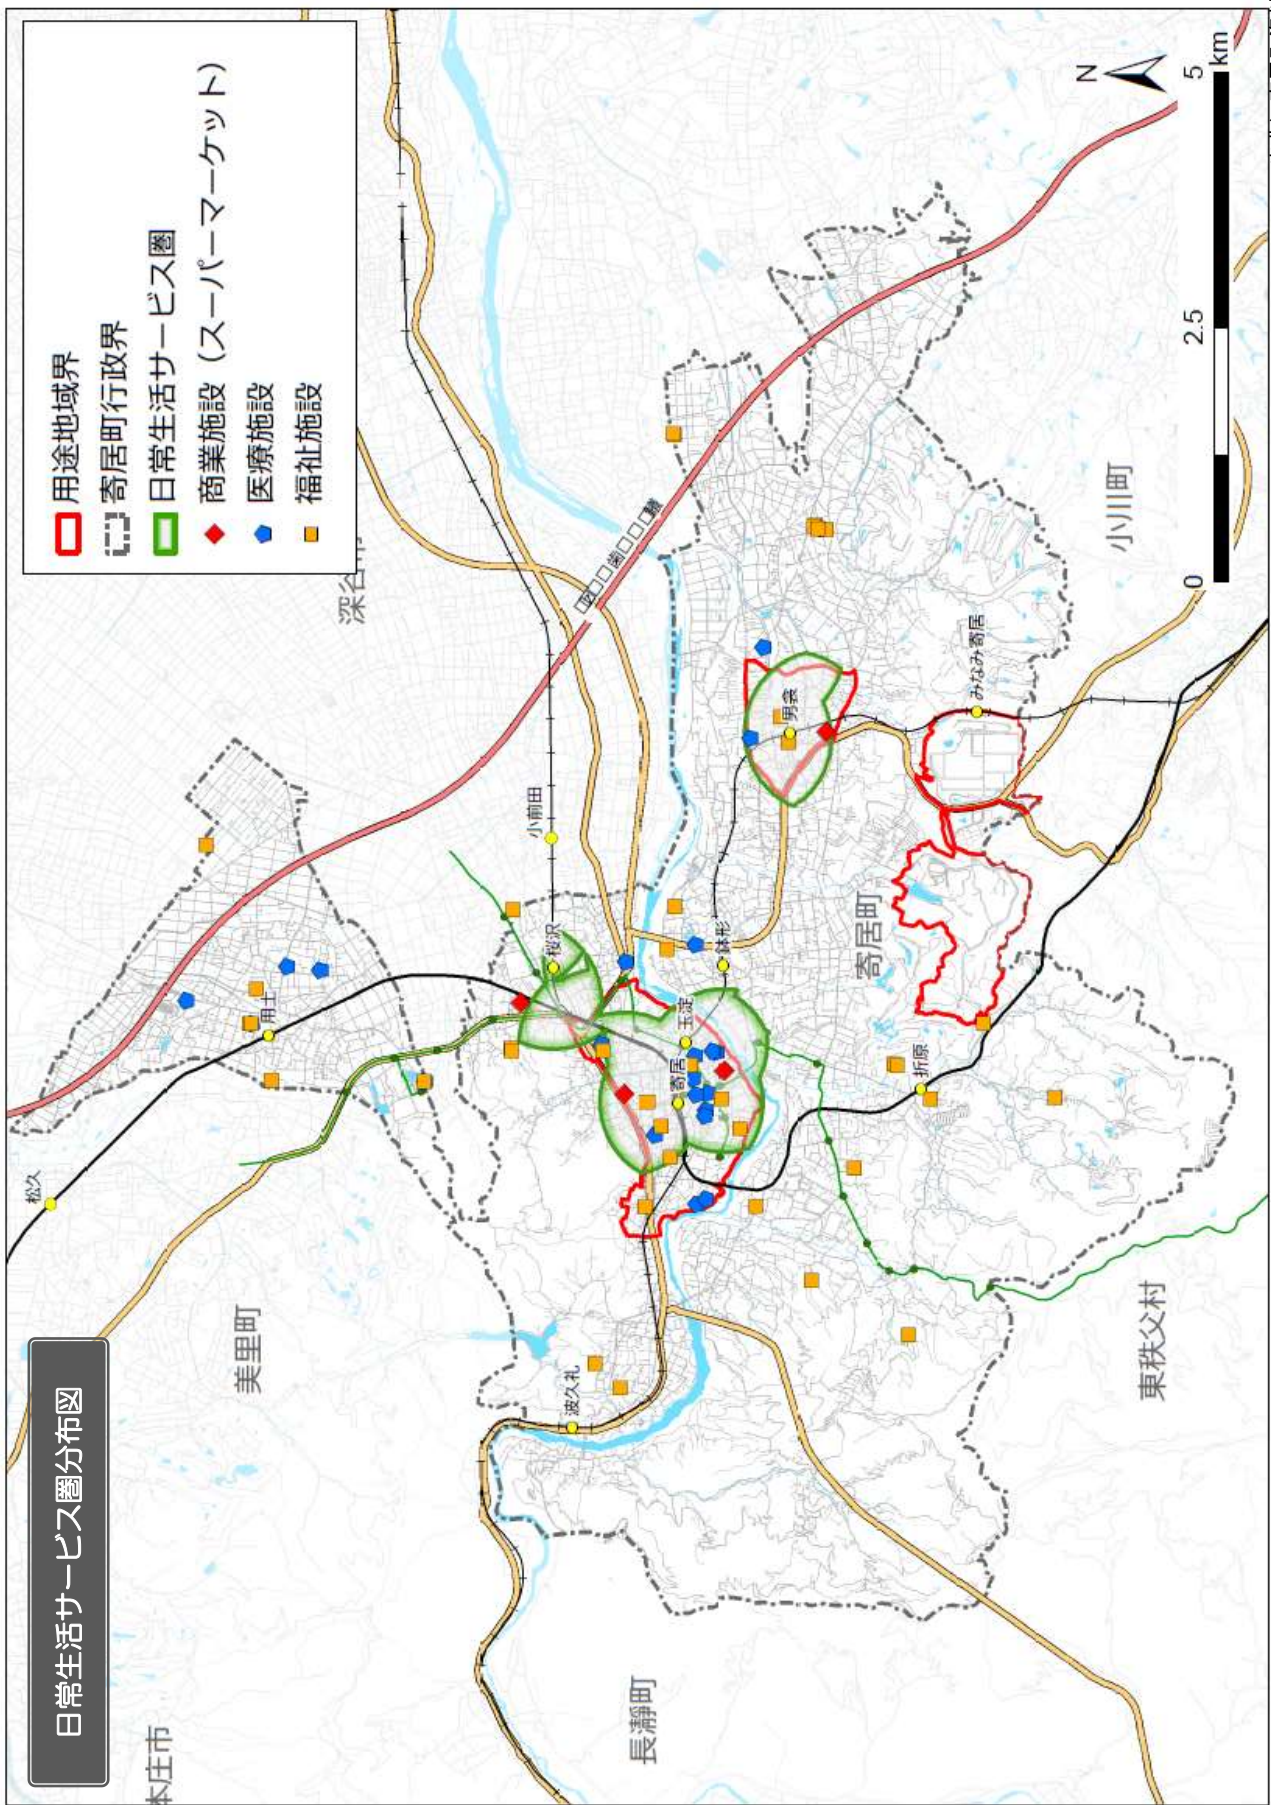 日常生活サービス圏分布図
用途地域界
寄居町行政界
日常生活サービス圏
商業施設（スーパーマーケット）
医療施設
福祉施設
本庄市
美里町
深谷市
長瀞町
東秩父村
寄居町
小川町
松久
用土
小前田
桜沢
波久礼
寄居
玉淀
鉢形
男衾
折原
みなみ寄居
N
0
2.5
5
km